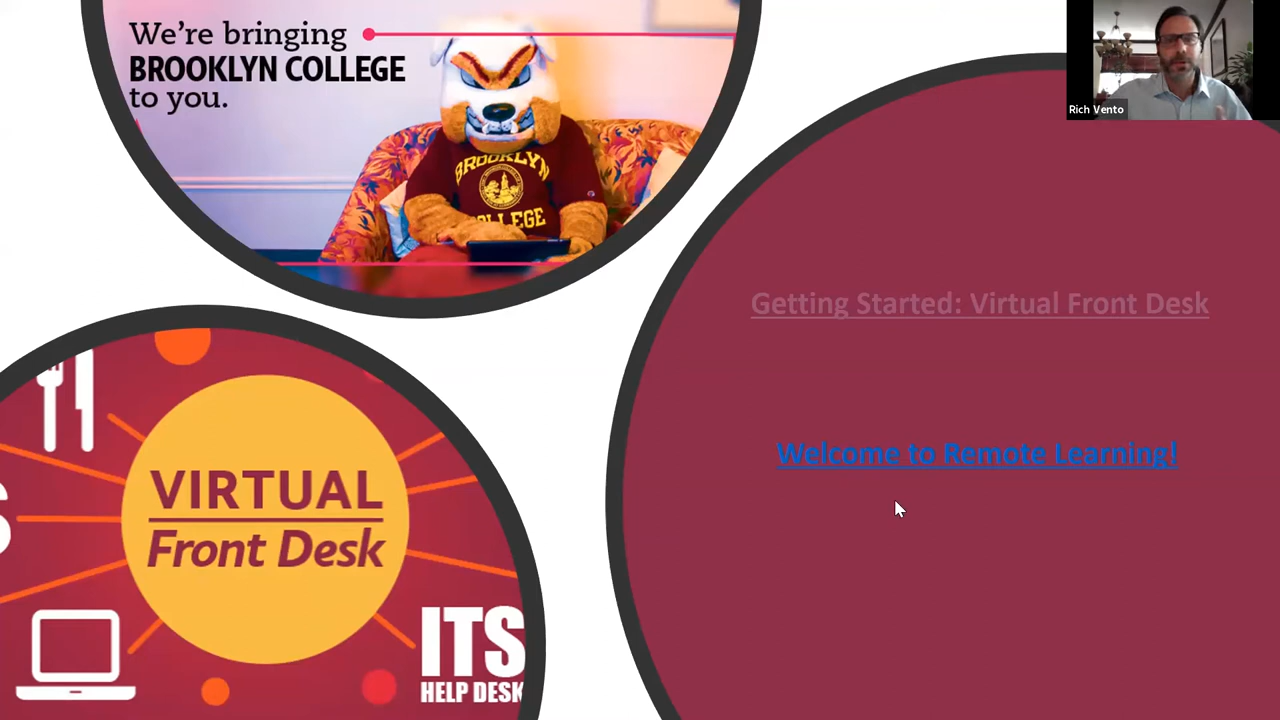 We're bringing
BROOKLYN COLLEGE
to you.
BROOKLYN
COLLEGE
Rich Vento
Getting Started: Virtual Front Desk
Welcome to Remote Learning!
VIRTUAL
Front Desk
S
ITS
HELP DESK